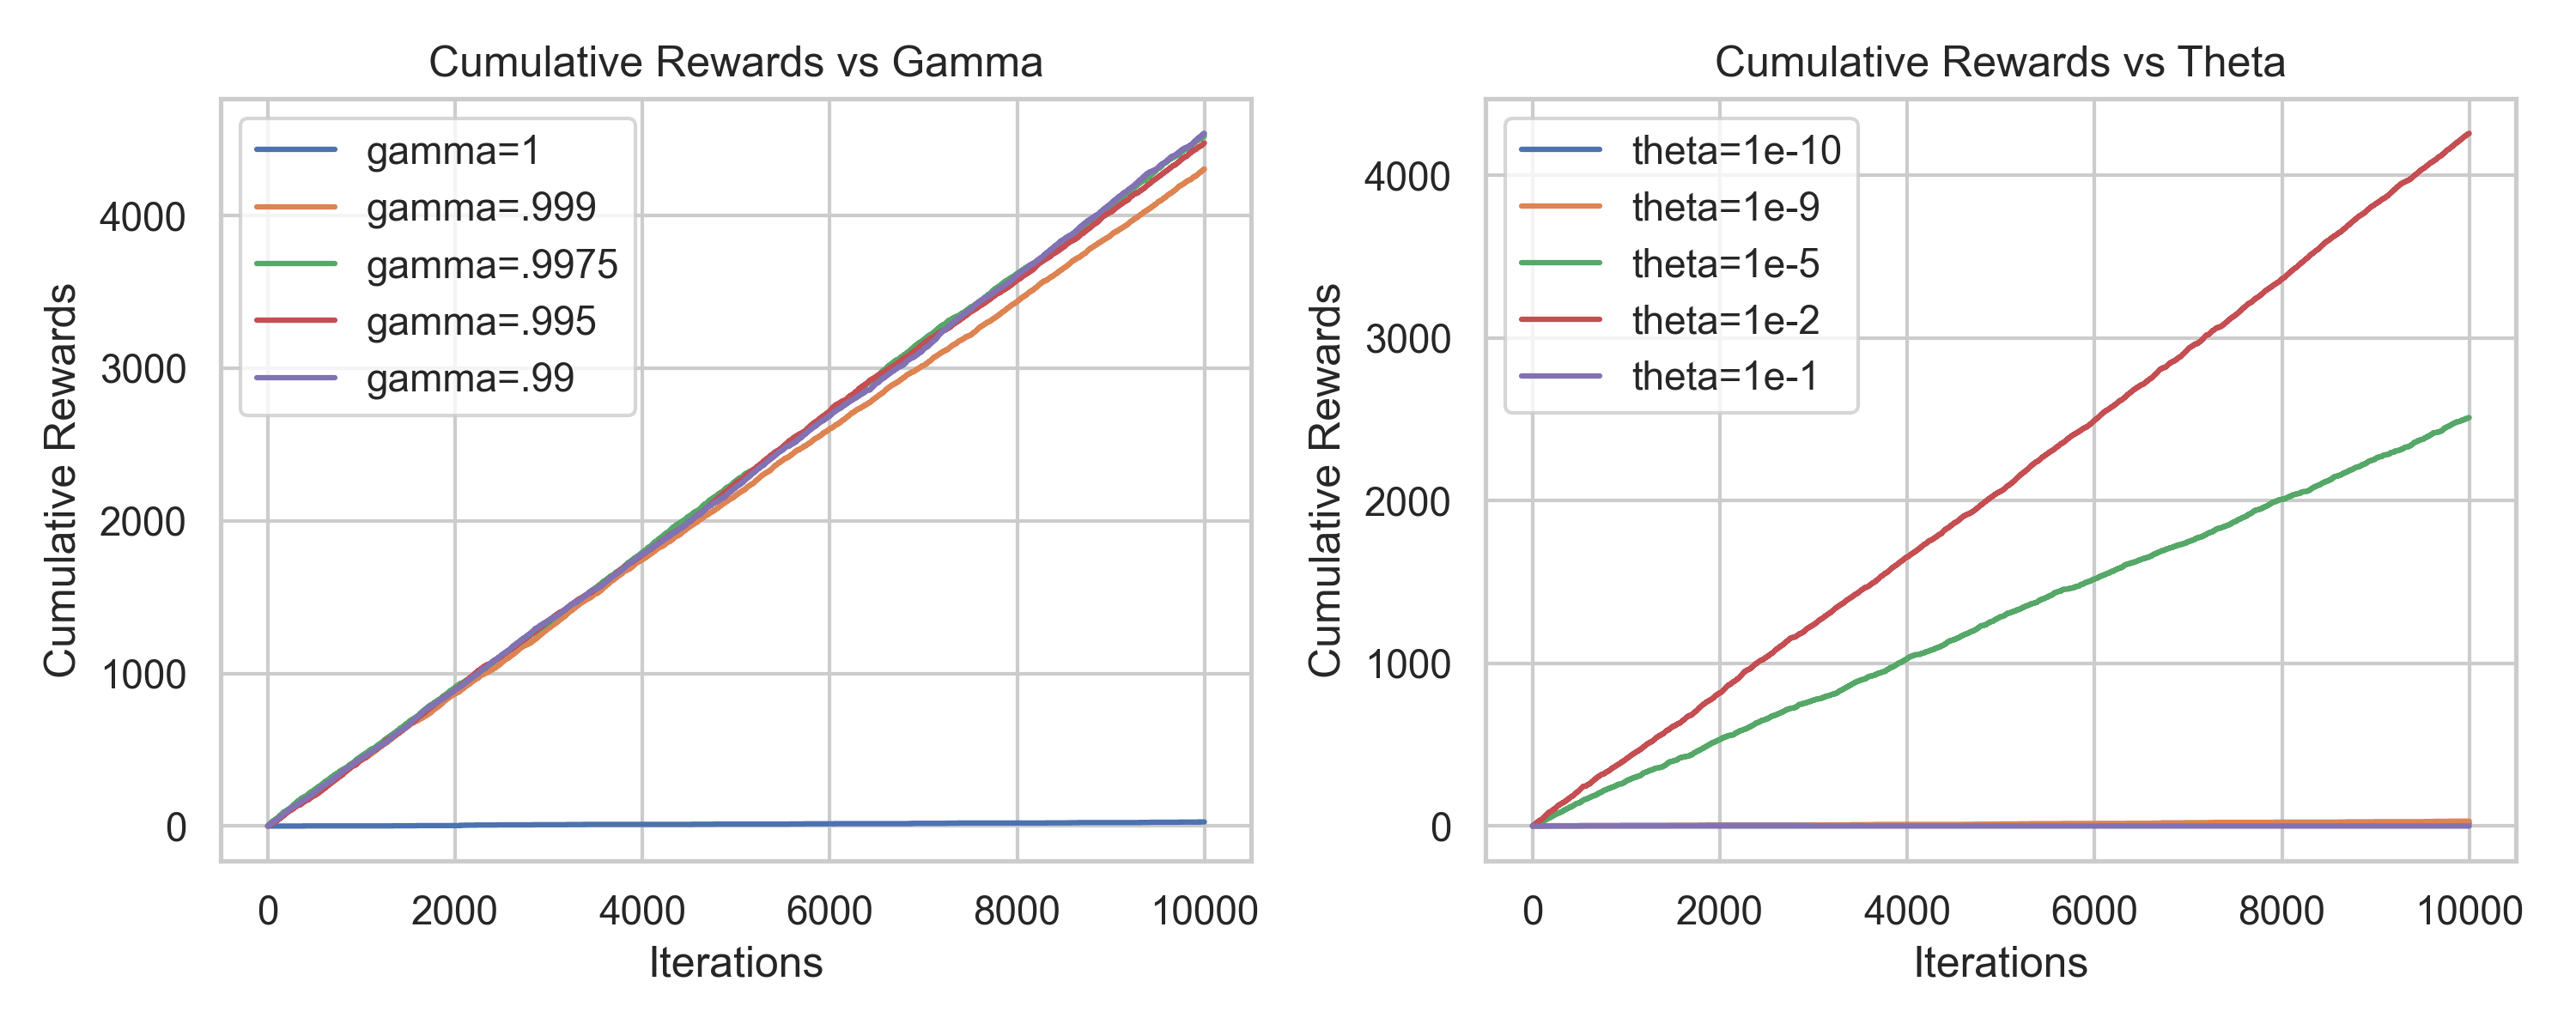 Cumulative Rewards vs Gamma
gamma=1
gamma=.999
gamma=.9975
gamma=.995
gamma=.99
Cumulative Rewards
4000
3000
2000
1000
0
0 2000 4000 6000 8000 10000
Iterations
Cumulative Rewards vs Theta
theta=1e-10
theta=1e-9
theta=1e-5
theta=1e-2
theta=1e-1
Cumulative Rewards
4000
3000
2000
1000
0
0 2000 4000 6000 8000 10000
Iterations